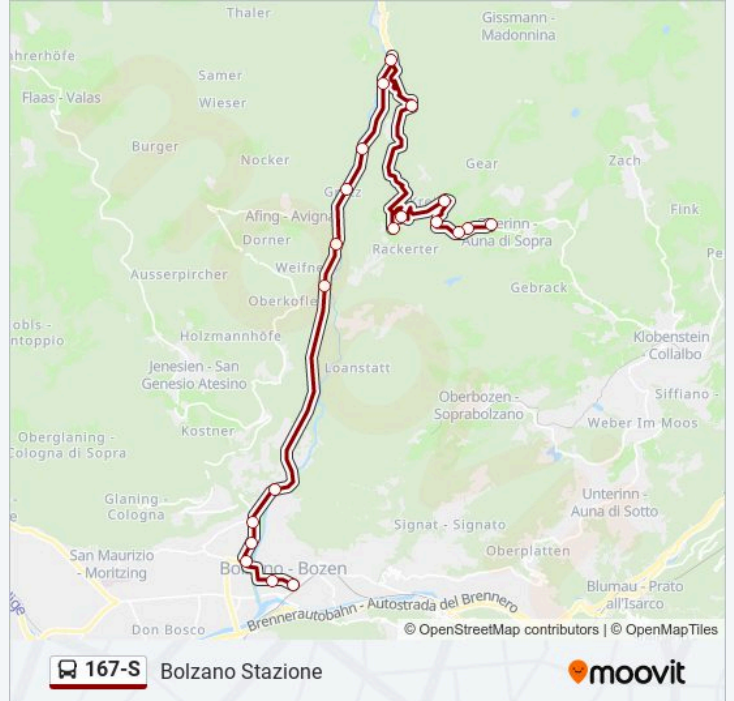 Thaler
Gissmann -
Madonnina
ahrerhöfe
Samer
Flaas - Valas
Wieser
Burger
Nocker
Gear
Zach
Afing - Avigna
Fink
Dorner
Auna di Sopra
Rackerter
Weifne
Ausserpircher
Gebrack
Oberkofle
obls -
ntoppio
Holzmannhöfe
Klobenstein
- Collalbo
Jenesien - San
Genesio Atesino
Loanstatt
Oberbozen -
Soprabolzano
Siffiano -
Weber Im Moos
Kostner
Oberglaning -
Cologna di Sopra
Glaning -
Cologna
Unterinn -
Auna di Sotto
Signat - Signato
San Maurizio
- Moritzing
Oberplatten
Bolzano - Bozen
Blumau - Prato
all'Isarco
Brennerautobahn - Autostrada del Brennero
Don Bosco
© OpenStreetMap contributors | © OpenMapTiles
167-S
Bolzano Stazione
moovit